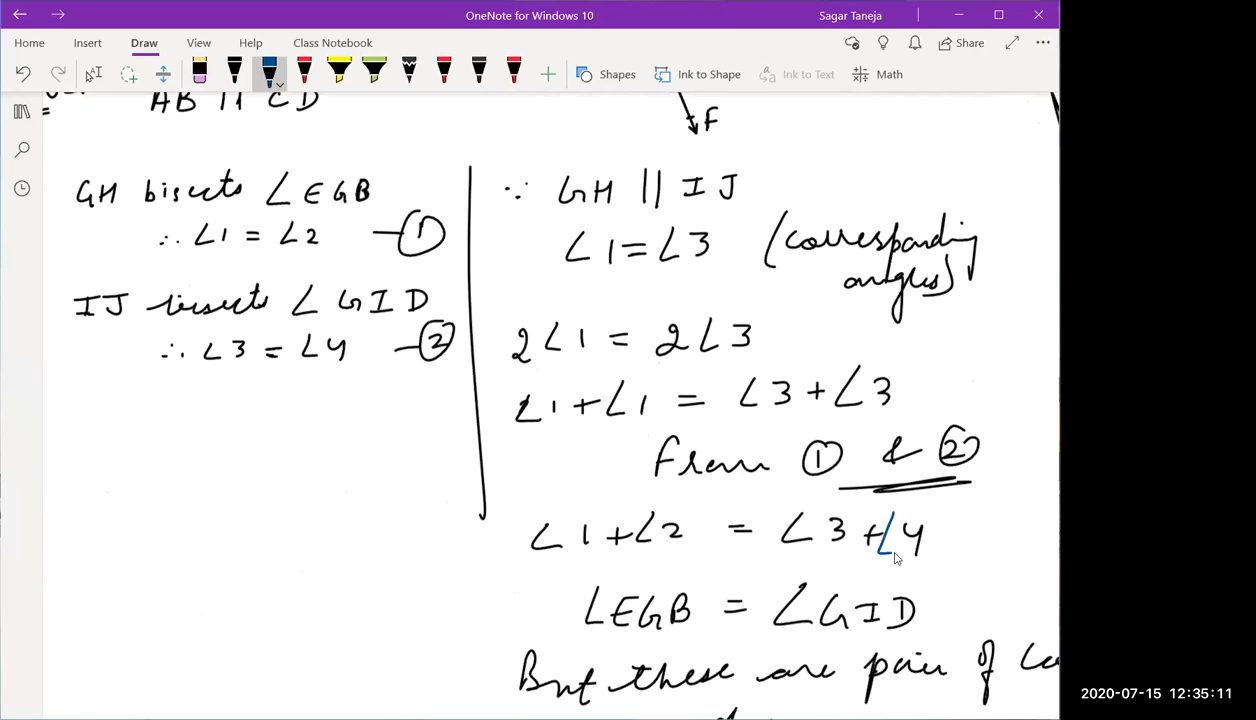 OneNote for Windows 10
Sagar Taneja
Home Insert Draw View Help Class Notebook
Share
Shapes Ink to Shape Ink to Text Math
AB || CD
F
GH bisects ∠EGB
∴ ∠1 = ∠2 —①
IJ bisects ∠GID
∴ ∠3 = ∠4 —②
∵ GH || IJ
∠1 = ∠3 (corresponding
angles)
2∠1 = 2∠3
∠1 + ∠1 = ∠3 + ∠3
From ① & ②
∠1 + ∠2 = ∠3 + ∠4
∠EGB = ∠GID
But these are pair of
2020-07-15 12:35:11